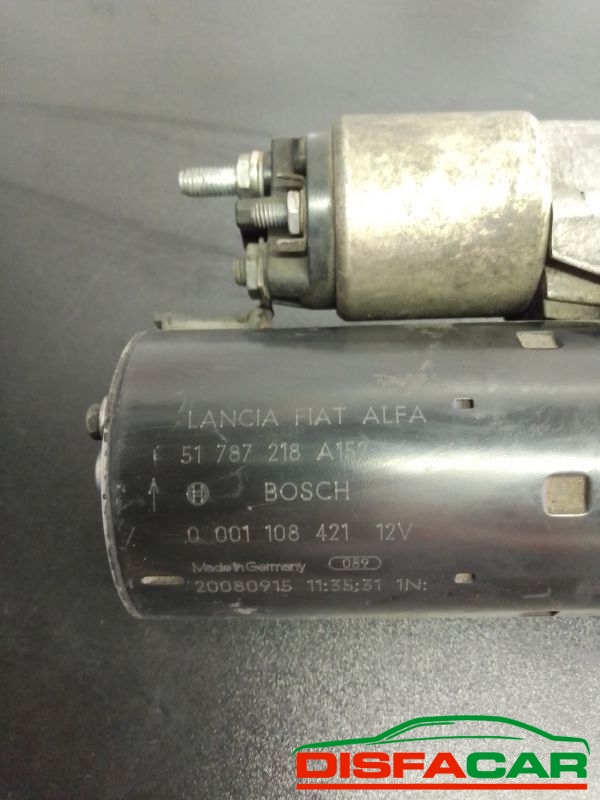 LANCIA FIAT ALFA
51 787 218 A152
BOSCH
0 001 108 421 12V
Made in Germany 089
20080915 11:35:31 1N:
DISFACAR